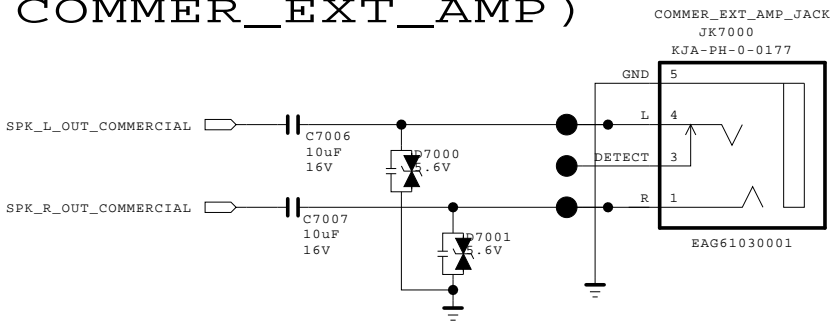 COMMER_EXT_AMP)
COMMER_EXT_AMP_JACK
JK7000
KJA-PH-0-0177
GND 5
SPK_L_OUT_COMMERCIAL
L 4
C7006
10uF
16V
D7000
5.6V
DETECT 3
SPK_R_OUT_COMMERCIAL
R 1
C7007
10uF
16V
D7001
5.6V
EAG61030001